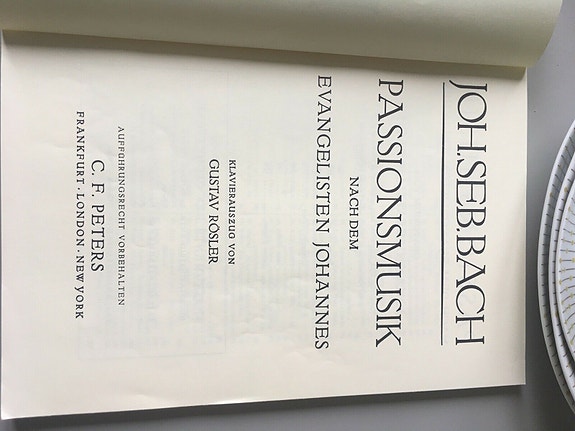 JOH.SEB.BACH
PASSIONSMUSIK
NACH DEM
EVANGELISTEN JOHANNES
KLAVIERAUSZUG VON
GUSTAV RÖSLER
AUFFÜHRUNGSRECHT VORBEHALTEN
C. F. PETERS
FRANKFURT · LONDON · NEW YORK